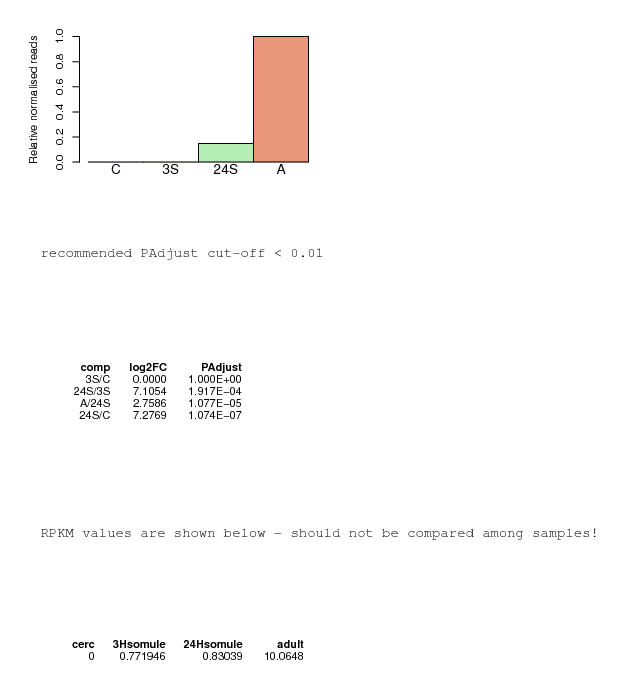 Relative normalised reads
1.0
0.8
0.6
0.4
0.2
0.0
C 3S 24S A
recommended PAdjust cut-off < 0.01
comp log2FC PAdjust
3S/C 0.0000 1.000E+00
24S/3S 7.1054 1.917E−04
A/24S 2.7586 1.077E−05
24S/C 7.2769 1.074E−07
RPKM values are shown below - should not be compared among samples!
cerc 3Hsomule 24Hsomule adult
0 0.771946 0.83039 10.0648